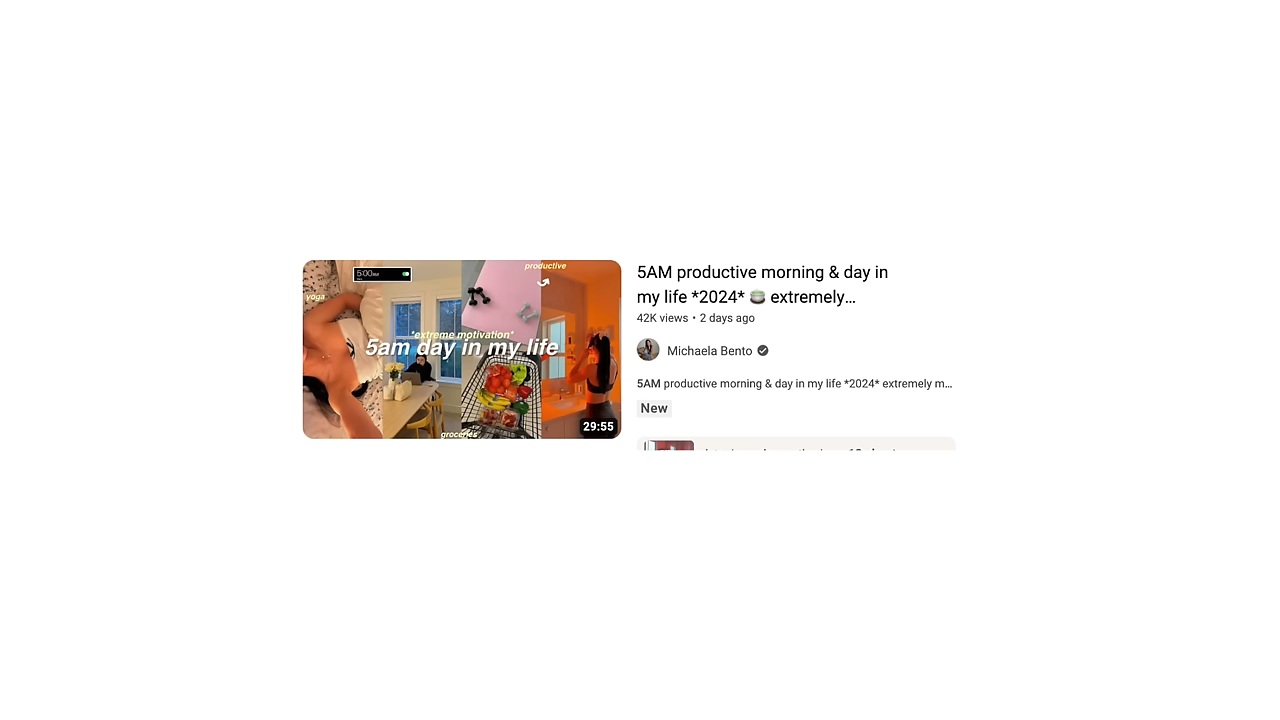 5:00AM
yoga
productive
*extreme motivation*
5am day in my life
groceries
29:55
5AM productive morning & day in
my life *2024* 🍵 extremely...
42K views • 2 days ago
Michaela Bento
5AM productive morning & day in my life *2024* extremely m...
New